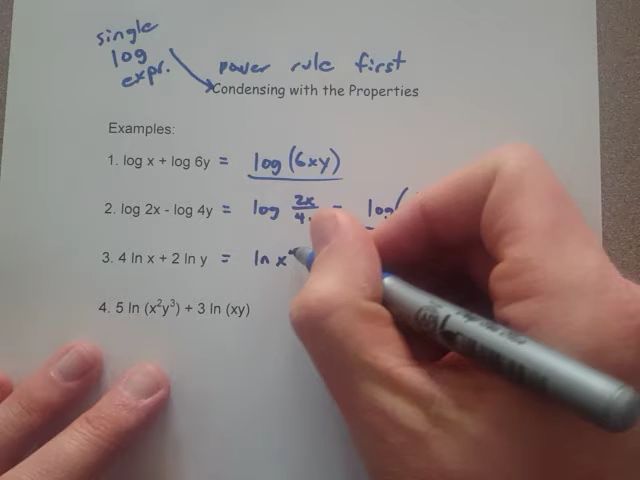 single
log
expr.
power rule first
Condensing with the Properties
Examples:
1. log x + log 6y = log (6xy)
2. log 2x - log 4y = log 2x/4 = log(
3. 4 ln x + 2 ln y = ln x
4. 5 ln (x²y³) + 3 ln (xy)